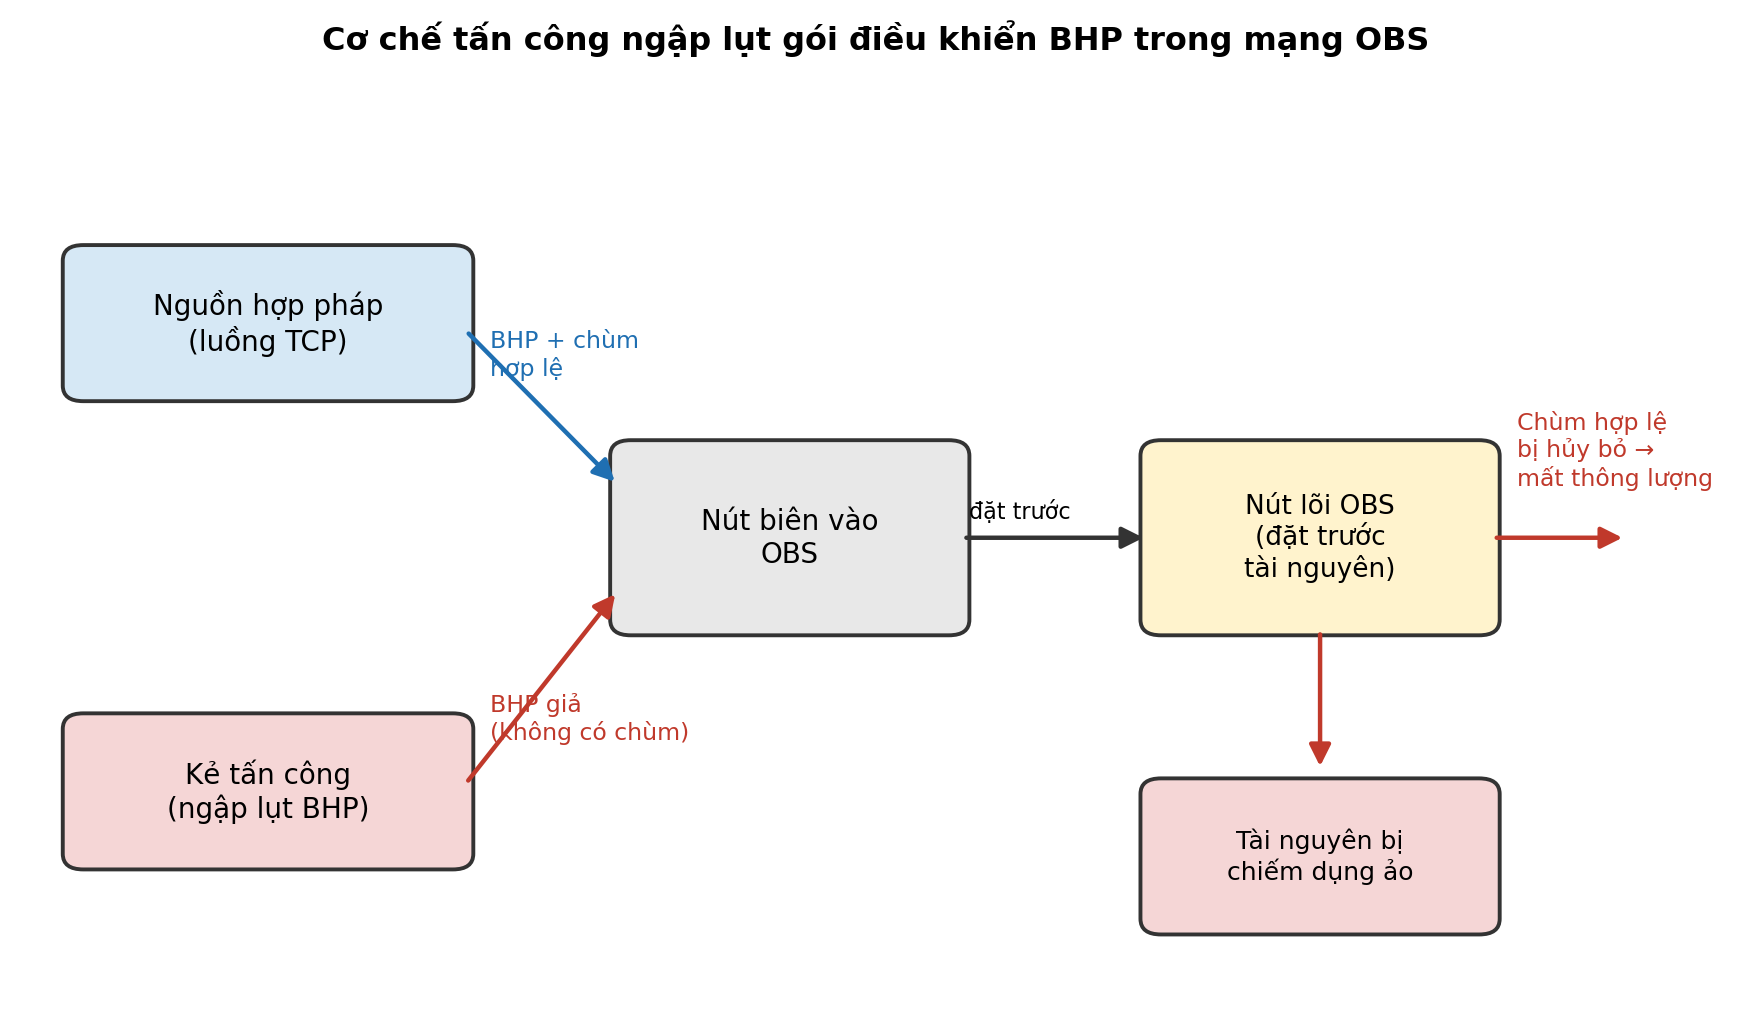 Cơ chế tấn công ngập lụt gói điều khiển BHP trong mạng OBS
Nguồn hợp pháp
(luồng TCP)
BHP + chùm
hợp lệ
Chùm hợp lệ
bị hủy bỏ →
mất thông lượng
Nút biên vào
OBS
đặt trước
Nút lõi OBS
(đặt trước
tài nguyên)
BHP giả
(không có chùm)
Kẻ tấn công
(ngập lụt BHP)
Tài nguyên bị
chiếm dụng ảo